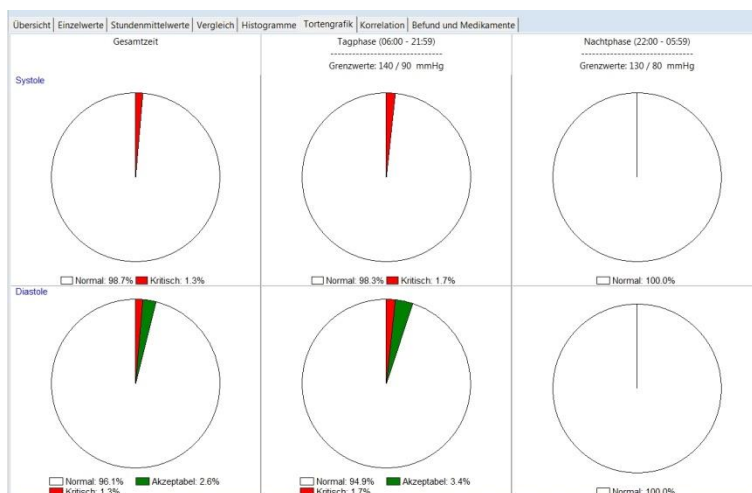 Übersicht Einzelwerte Stundenmittelwerte Vergleich Histogramme Tortengrafik Korrelation Befund und Medikamente
Gesamtzeit
Tagphase (06:00 - 21:59)
-------------------------
Grenzwerte: 140 / 90 mmHg
Nachtphase (22:00 - 05:59)
-------------------------
Grenzwerte: 130 / 80 mmHg
Systole
Normal: 98.7% Kritisch: 1.3%
Normal: 98.3% Kritisch: 1.7%
Normal: 100.0%
Diastole
Normal: 96.1% Akzeptabel: 2.6%
Kritisch: 1.3%
Normal: 94.9% Akzeptabel: 3.4%
Kritisch: 1.7%
Normal: 100.0%